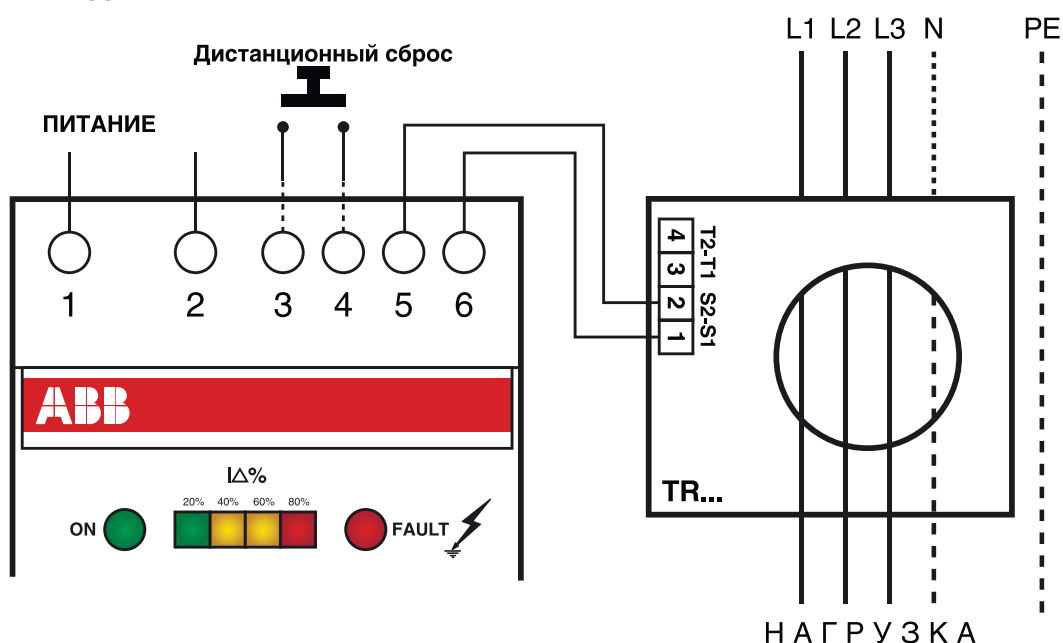 L1 L2 L3 N PE
Дистанционный сброс
ПИТАНИЕ
1 2 3 4 5 6
4 3 2 1
T2-T1
S2-S1
ABB
TR...
I△%
20% 40% 60% 80%
ON
FAULT
НАГРУЗКА